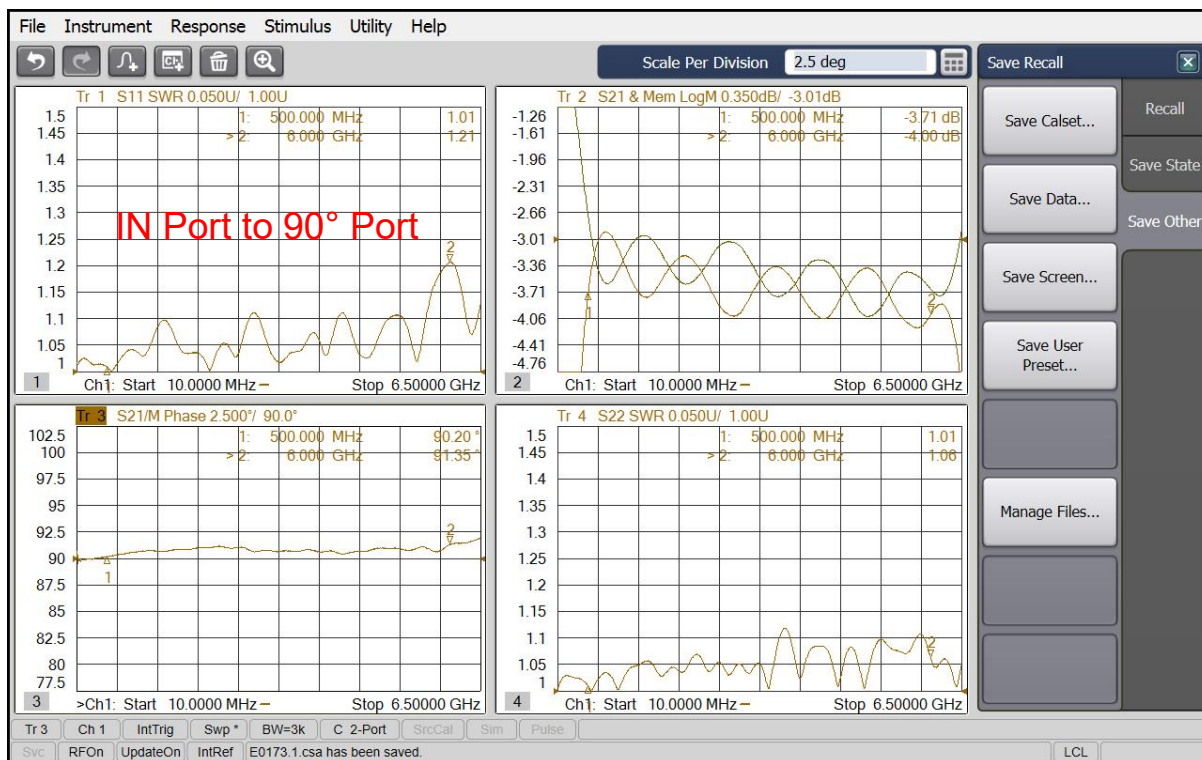 File Instrument Response Stimulus Utility Help
Scale Per Division 2.5 deg
Save Recall
Tr 1 S11 SWR 0.050U/ 1.00U
1: 500.000 MHz 1.01
> 2: 6.000 GHz 1.21
1.5
1.45
1.4
1.35
1.3
1.25
1.2
1.15
1.1
1.05
1
IN Port to 90° Port
2
1
1 Ch1: Start 10.0000 MHz Stop 6.50000 GHz
Tr 2 S21 & Mem LogM 0.350dB/ -3.01dB
1: 500.000 MHz -3.71 dB
> 2: 6.000 GHz -4.00 dB
-1.26
-1.61
-1.96
-2.31
-2.66
-3.01
-3.36
-3.71
-4.06
-4.41
-4.76
1
2
2 Ch1: Start 10.0000 MHz Stop 6.50000 GHz
Tr 3 S21/M Phase 2.500°/ 90.0°
1: 500.000 MHz 90.20 °
> 2: 6.000 GHz 91.35 °
102.5
100
97.5
95
92.5
90
87.5
85
82.5
80
77.5
1
2
3 >Ch1: Start 10.0000 MHz Stop 6.50000 GHz
Tr 4 S22 SWR 0.050U/ 1.00U
1: 500.000 MHz 1.01
> 2: 6.000 GHz 1.06
1.5
1.45
1.4
1.35
1.3
1.25
1.2
1.15
1.1
1.05
1
1
2
4 Ch1: Start 10.0000 MHz Stop 6.50000 GHz
Save Calset...
Save Data...
Save Screen...
Save User
Preset...
Manage Files...
Recall
Save State
Save Other
Tr 3 Ch 1 IntTrig Swp * BW=3k C 2-Port SrcCal Sim Pulse
Svc RFOn UpdateOn IntRef E0173.1.csa has been saved. LCL